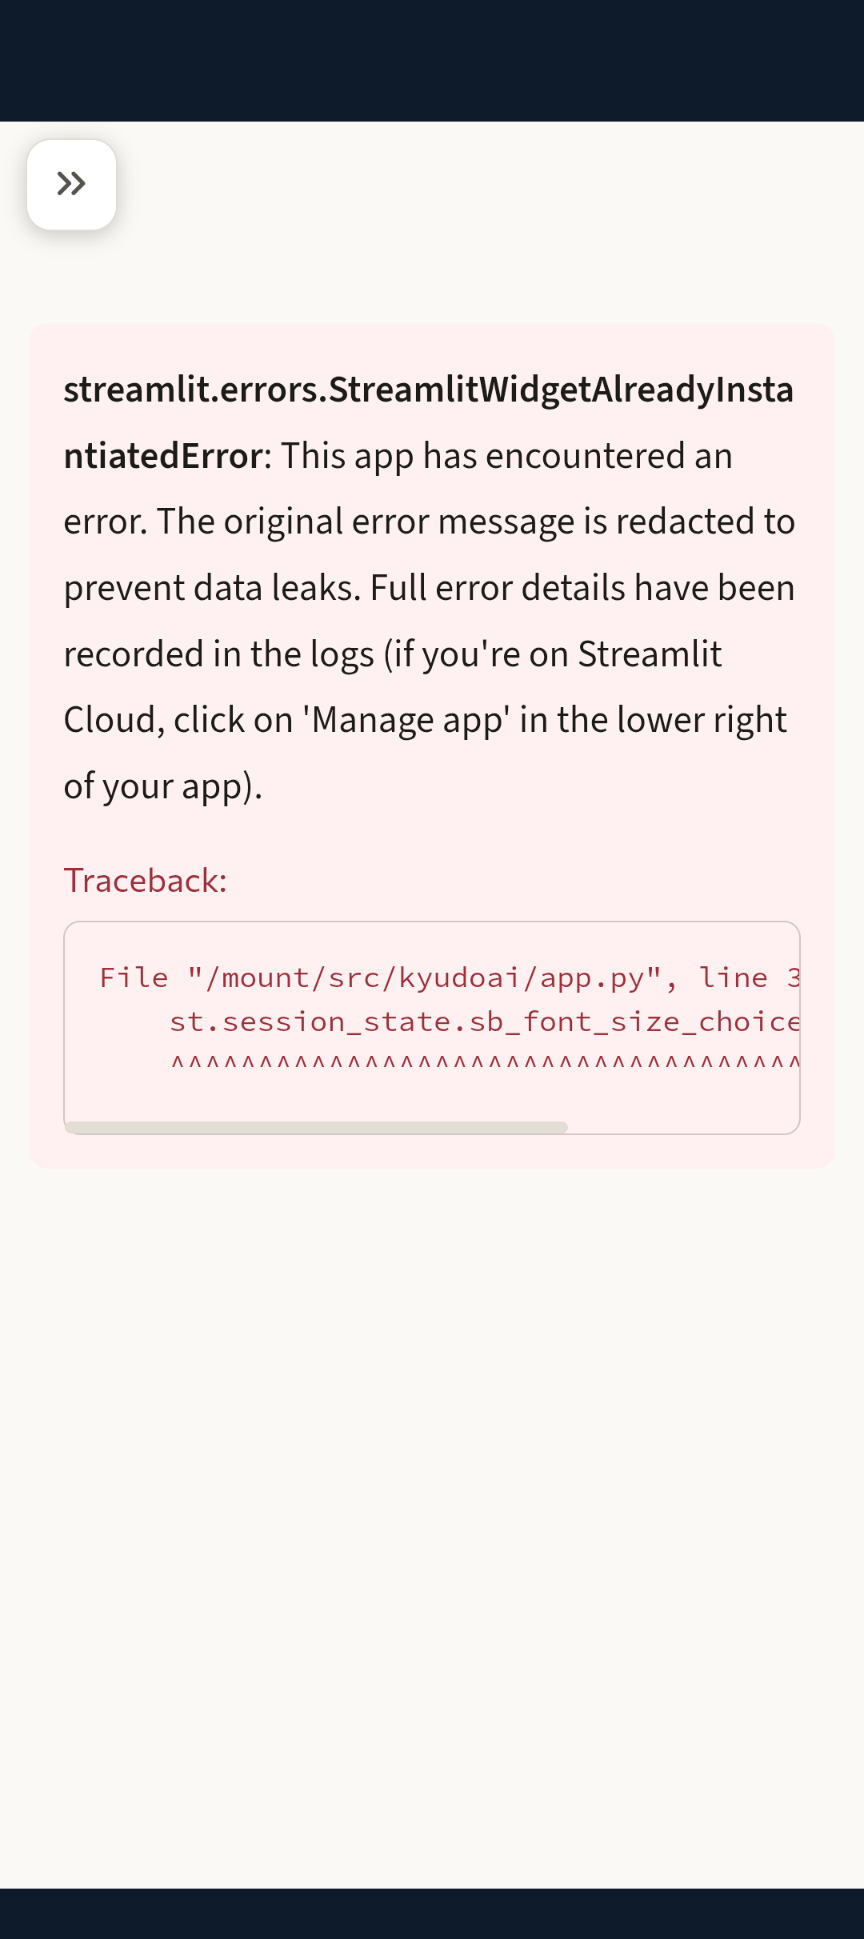 streamlit.errors.StreamlitWidgetAlreadyInsta
ntiatedError: This app has encountered an
error. The original error message is redacted to
prevent data leaks. Full error details have been
recorded in the logs (if you're on Streamlit
Cloud, click on 'Manage app' in the lower right
of your app).
Traceback:
File "/mount/src/kyudoai/app.py", line 3
st.session_state.sb_font_size_choice
^^^^^^^^^^^^^^^^^^^^^^^^^^^^^^^^^^^^